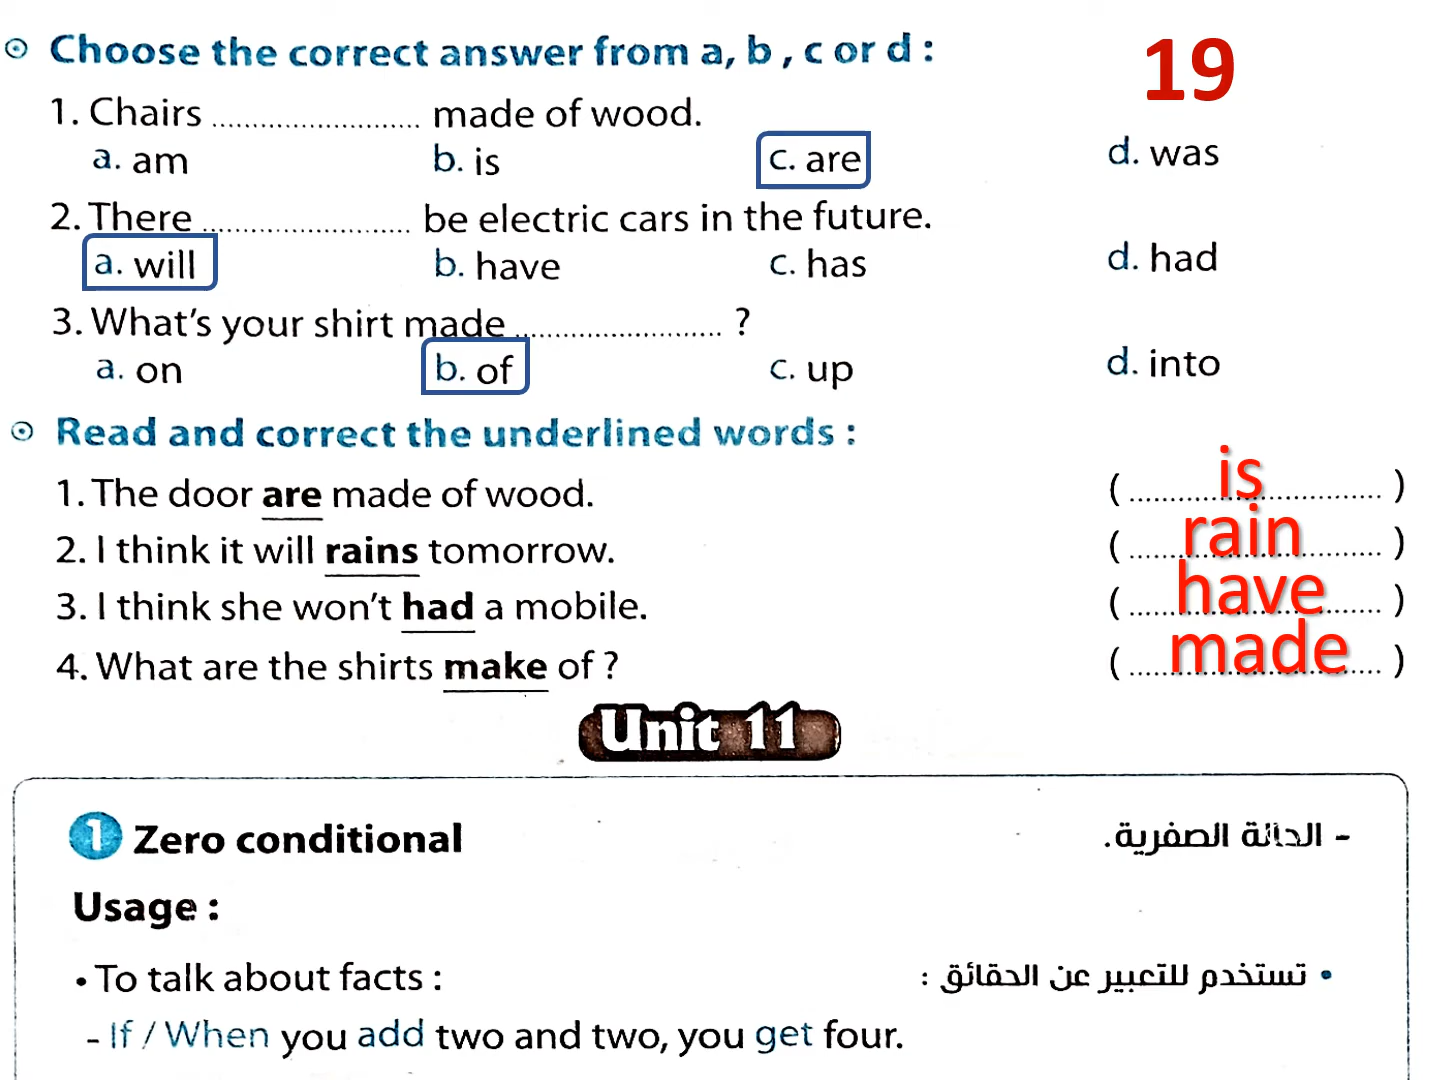 Choose the correct answer from a, b , c or d :
19
1. Chairs ........................ made of wood.
a. am b. is c. are d. was
2. There ........................ be electric cars in the future.
a. will b. have c. has d. had
3. What's your shirt made ........................ ?
a. on b. of c. up d. into
Read and correct the underlined words :
1. The door are made of wood. ( is )
2. I think it will rains tomorrow. ( rain )
3. I think she won't had a mobile. ( have )
4. What are the shirts make of ? ( made )
Unit 11
1 Zero conditional
- الحالة الصفرية.
Usage :
• To talk about facts :
• تستخدم للتعبير عن الحقائق :
- If / When you add two and two, you get four.